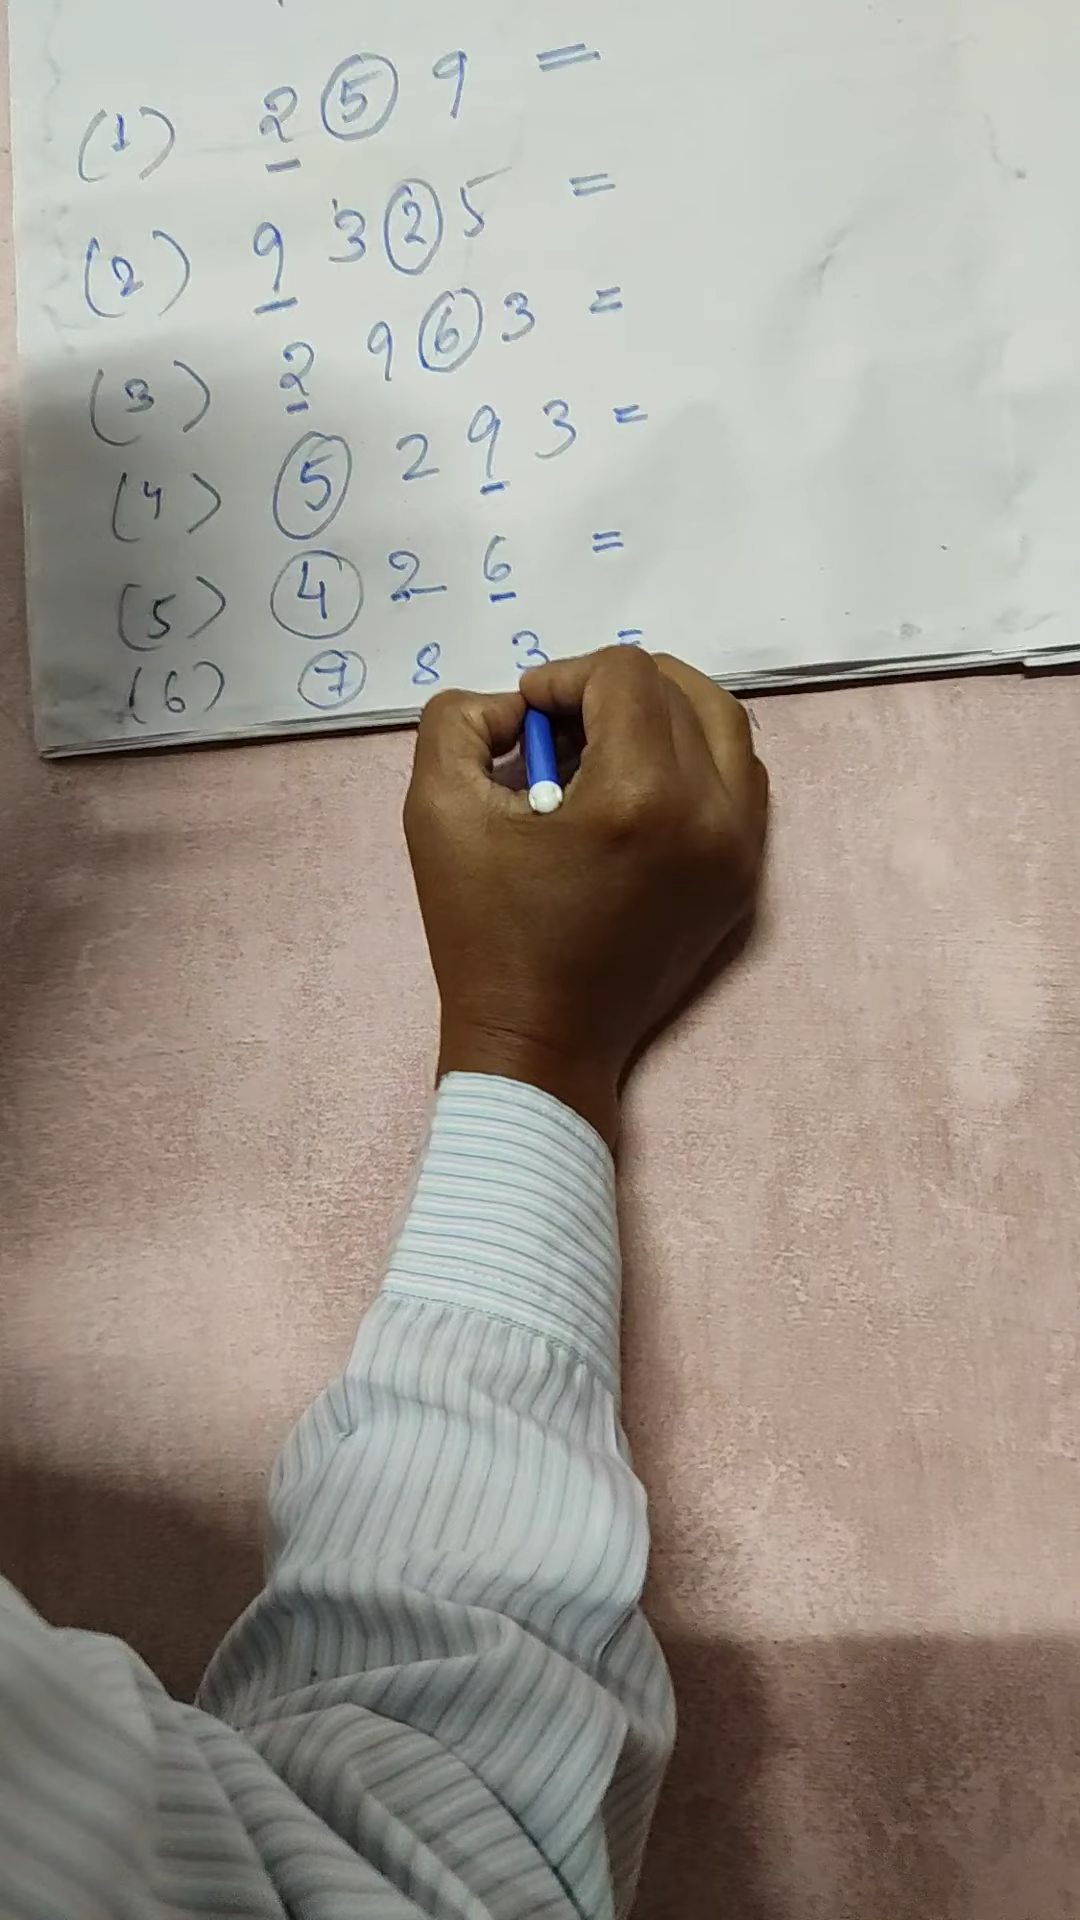 (1) 2 5 9 =
(2) 9 3 2 5 =
(3) 2 9 6 3 =
(4) 5 2 9 3 =
(5) 4 2 6 =
(6) 7 8 3 =